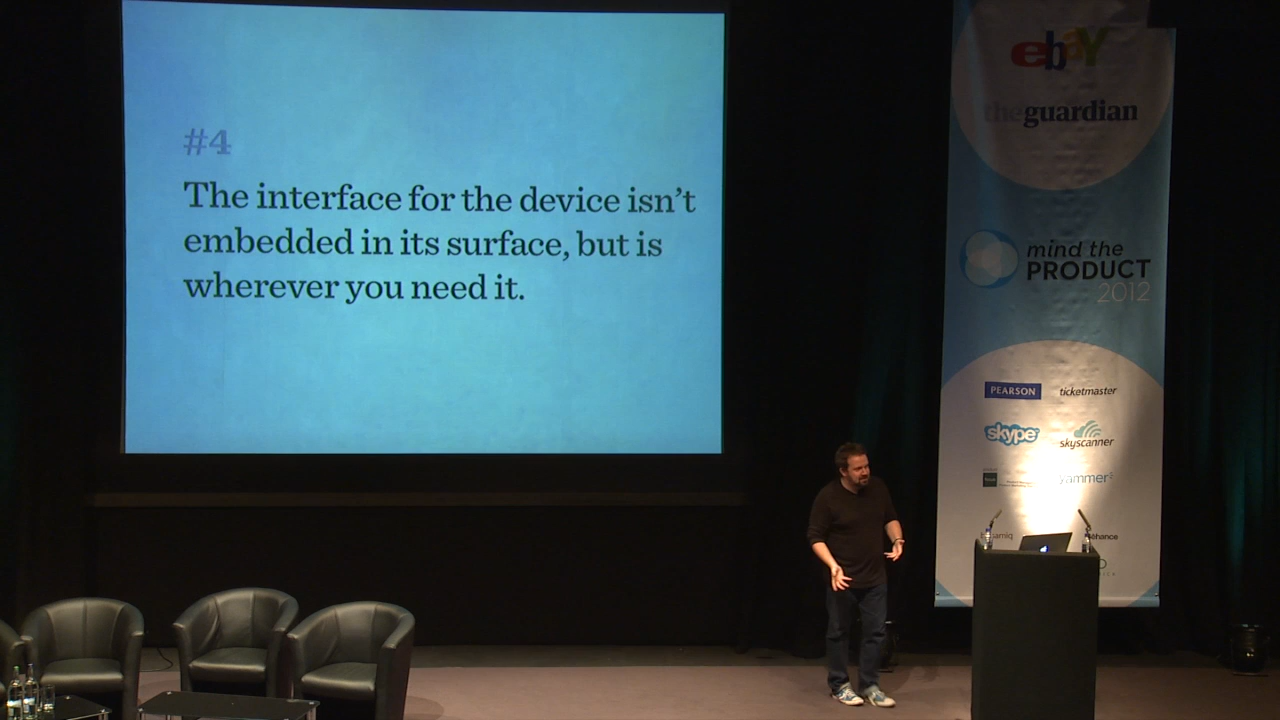 #4
The interface for the device isn't
embedded in its surface, but is
wherever you need it.
ebaY
theguardian
mind the
PRODUCT
2012
PEARSON
ticketmaster
skype
skyscanner